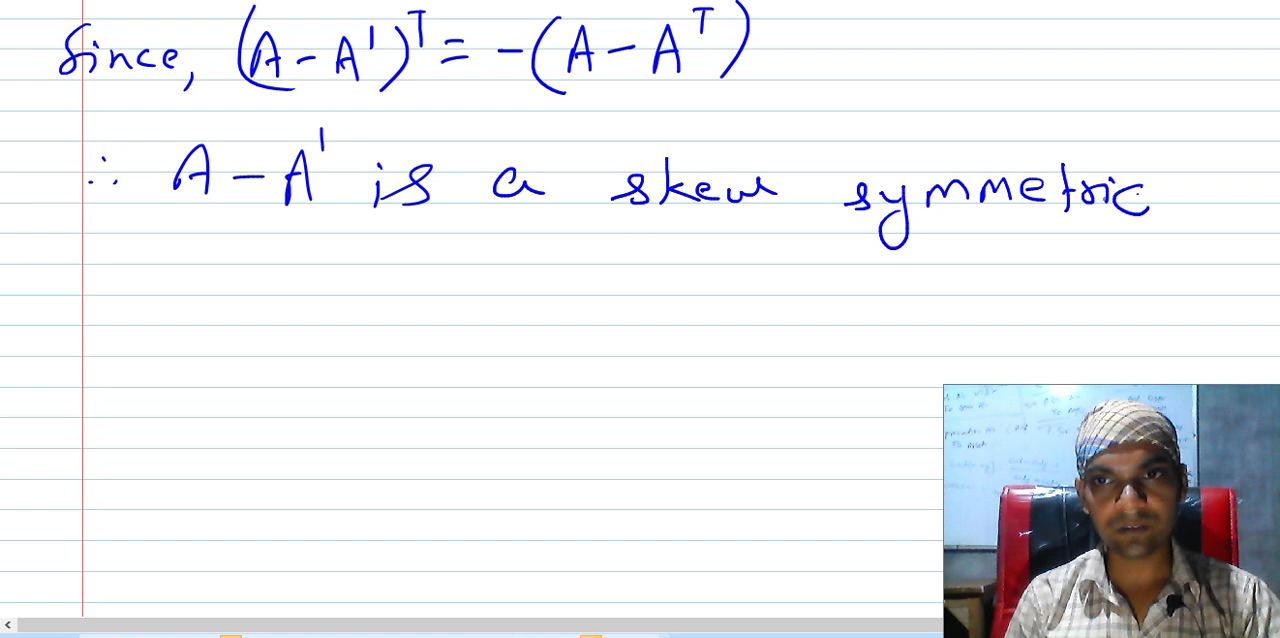 Since, (A - A')ᵀ = -(A - Aᵀ)
∴ A - A' is a skew symmetric